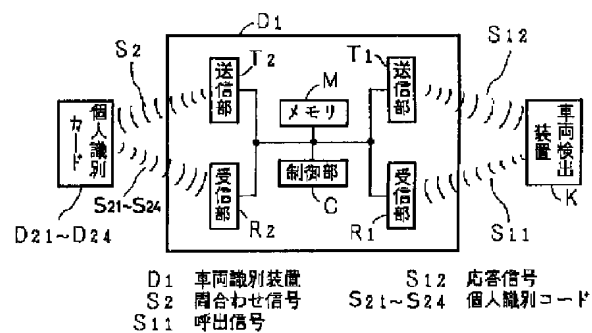 D1
S2
T2
T1
S12
送信部
送信部
M
メモリ
個人識別カード
車両検出装置
制御部
C
受信部
受信部
K
S21~S24
D21~D24
R2
R1
S11
D1 車両識別装置
S12 応答信号
S2 問合わせ信号
S21~S24 個人識別コード
S11 呼出信号